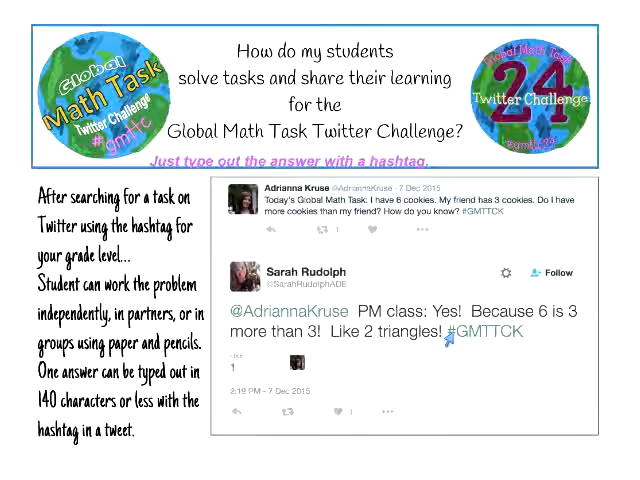 Global
Math Task
Twitter Challenge
#gmttc
How do my students
solve tasks and share their learning
for the
Global Math Task Twitter Challenge?
Just type out the answer with a hashtag.
Global Math Task
24
Twitter Challenge
#gmttc24
After searching for a task on
Twitter using the hashtag for
your grade level...
Student can work the problem
independently, in partners, or in
groups using paper and pencils.
One answer can be typed out in
140 characters or less with the
hashtag in a tweet.
Adrianna Kruse @AdriannaKruse · 7 Dec 2015
Today's Global Math Task: I have 6 cookies. My friend has 3 cookies. Do I have
more cookies than my friend? How do you know? #GMTTCK
1
Sarah Rudolph
@SarahRudolphADE
Follow
@AdriannaKruse PM class: Yes! Because 6 is 3
more than 3! Like 2 triangles! #GMTTCK
LIKE
1
2:19 PM - 7 Dec 2015
1